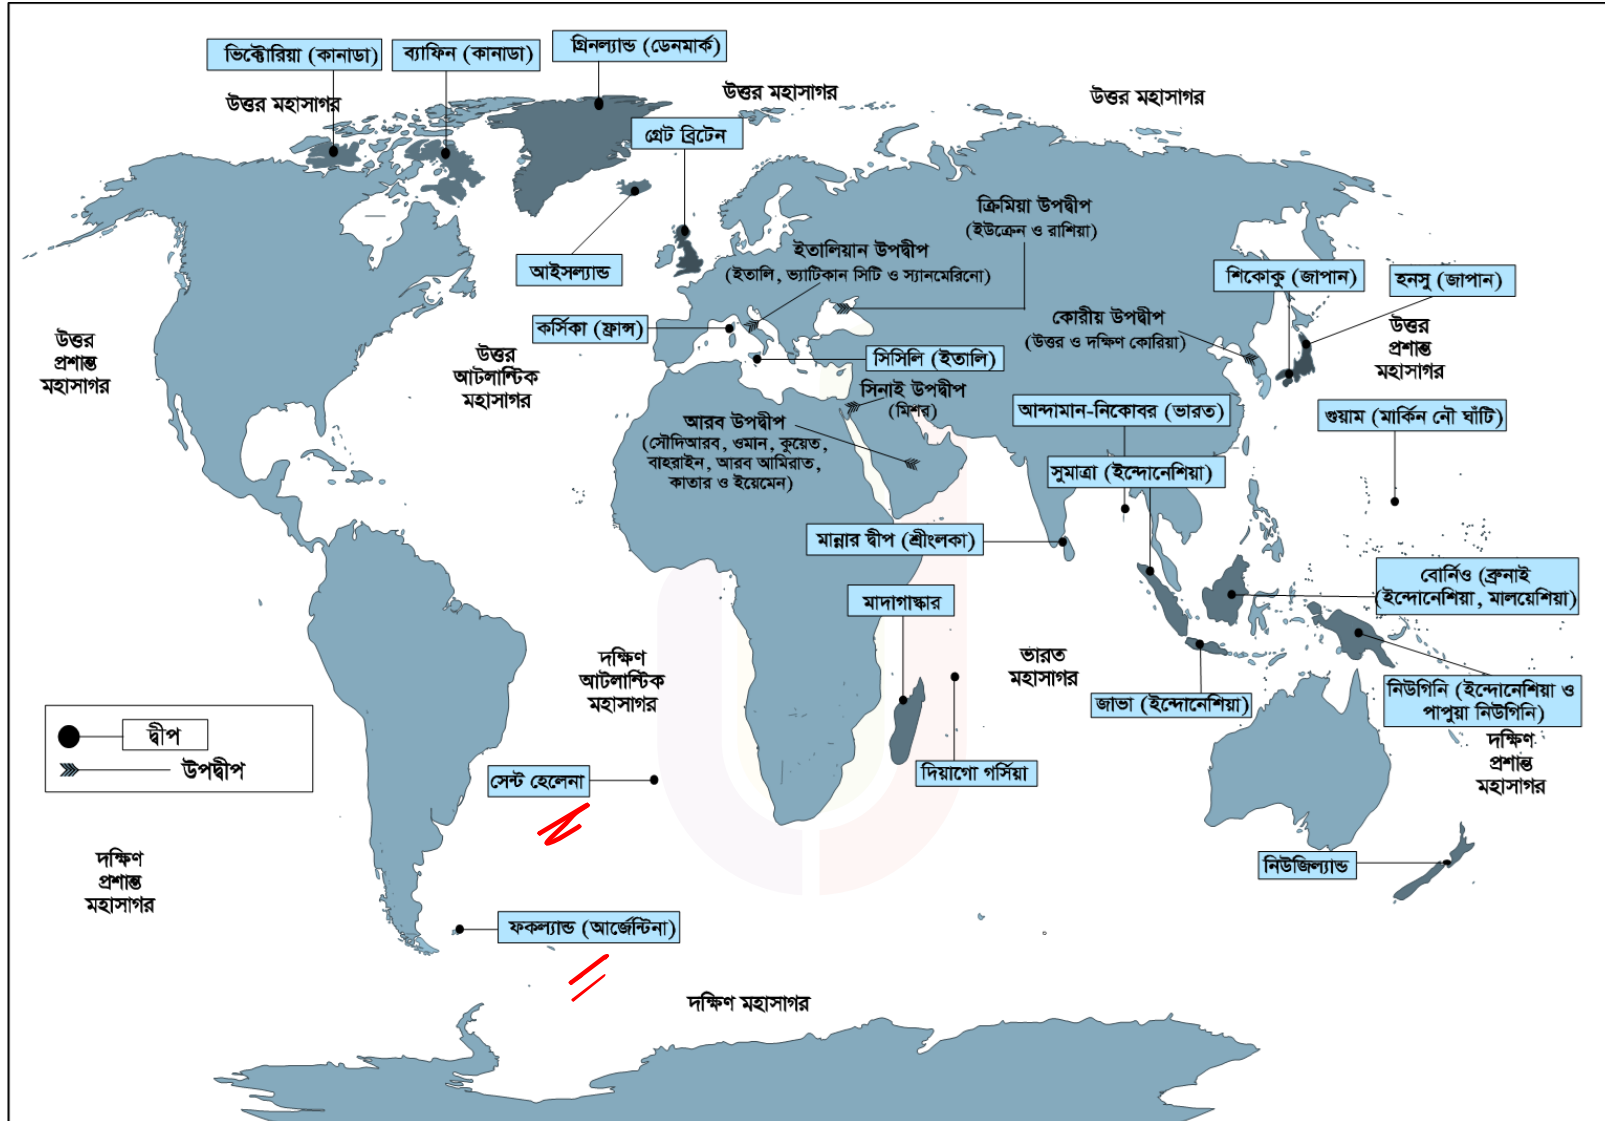 ভিক্টোরিয়া (কানাডা)
ব্যাফিন (কানাডা)
গ্রিনল্যান্ড (ডেনমার্ক)
উত্তর মহাসাগর
উত্তর মহাসাগর
উত্তর মহাসাগর
গ্রেট ব্রিটেন
ক্রিমিয়া উপদ্বীপ
(ইউক্রেন ও রাশিয়া)
ইতালিয়ান উপদ্বীপ
(ইতালি, ভ্যাটিকান সিটি ও স্যানমেরিনো)
আইসল্যান্ড
শিকোকু (জাপান)
হনসু (জাপান)
কর্সিকা (ফ্রান্স)
কোরীয় উপদ্বীপ
(উত্তর ও দক্ষিণ কোরিয়া)
উত্তর
প্রশান্ত
মহাসাগর
উত্তর
আটলান্টিক
মহাসাগর
উত্তর
প্রশান্ত
মহাসাগর
সিসিলি (ইতালি)
সিনাই উপদ্বীপ
(মিশর)
আন্দামান-নিকোবর (ভারত)
গুয়াম (মার্কিন নৌ ঘাঁটি)
আরব উপদ্বীপ
(সৌদিআরব, ওমান, কুয়েত,
বাহরাইন, আরব আমিরাত,
কাতার ও ইয়েমেন)
সুমাত্রা (ইন্দোনেশিয়া)
মান্নার দ্বীপ (শ্রীংলকা)
বোর্নিও (ব্রুনাই
(ইন্দোনেশিয়া, মালয়েশিয়া)
মাদাগাস্কার
দক্ষিণ
আটলান্টিক
মহাসাগর
ভারত
মহাসাগর
জাভা (ইন্দোনেশিয়া)
নিউগিনি (ইন্দোনেশিয়া ও
পাপুয়া নিউগিনি)
দ্বীপ
উপদ্বীপ
দক্ষিণ
প্রশান্ত
মহাসাগর
সেন্ট হেলেনা
দিয়াগো গর্সিয়া
দক্ষিণ
প্রশান্ত
মহাসাগর
নিউজিল্যান্ড
ফকল্যান্ড (আর্জেন্টিনা)
দক্ষিণ মহাসাগর